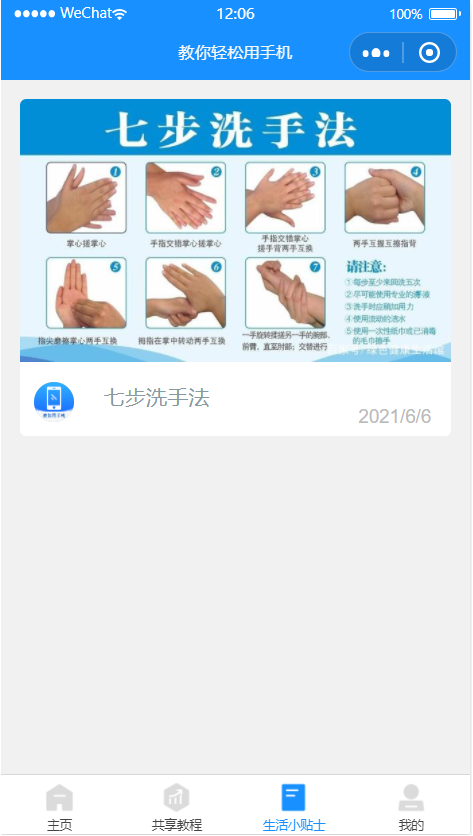 WeChat
12:06
100%
教你轻松用手机
七步洗手法
1
2
3
4
掌心搓掌心
手指交错掌心搓掌心
手指交错掌心
搓手背两手互换
两手互握互擦指背
5
6
7
指尖磨擦掌心两手互换
拇指在掌中转动两手互换
一手旋转揉搓另一手的腕部、
前臂，直至肘部；交替进行
请注意：
①每步至少来回洗五次
②尽可能使用专业的
③洗手时应稍加用力
④使用流动的洁水
⑤使用一次性纸巾或已消毒
的毛巾擦手
七步洗手法
2021/6/6
主页
共享教程
生活小贴士
我的